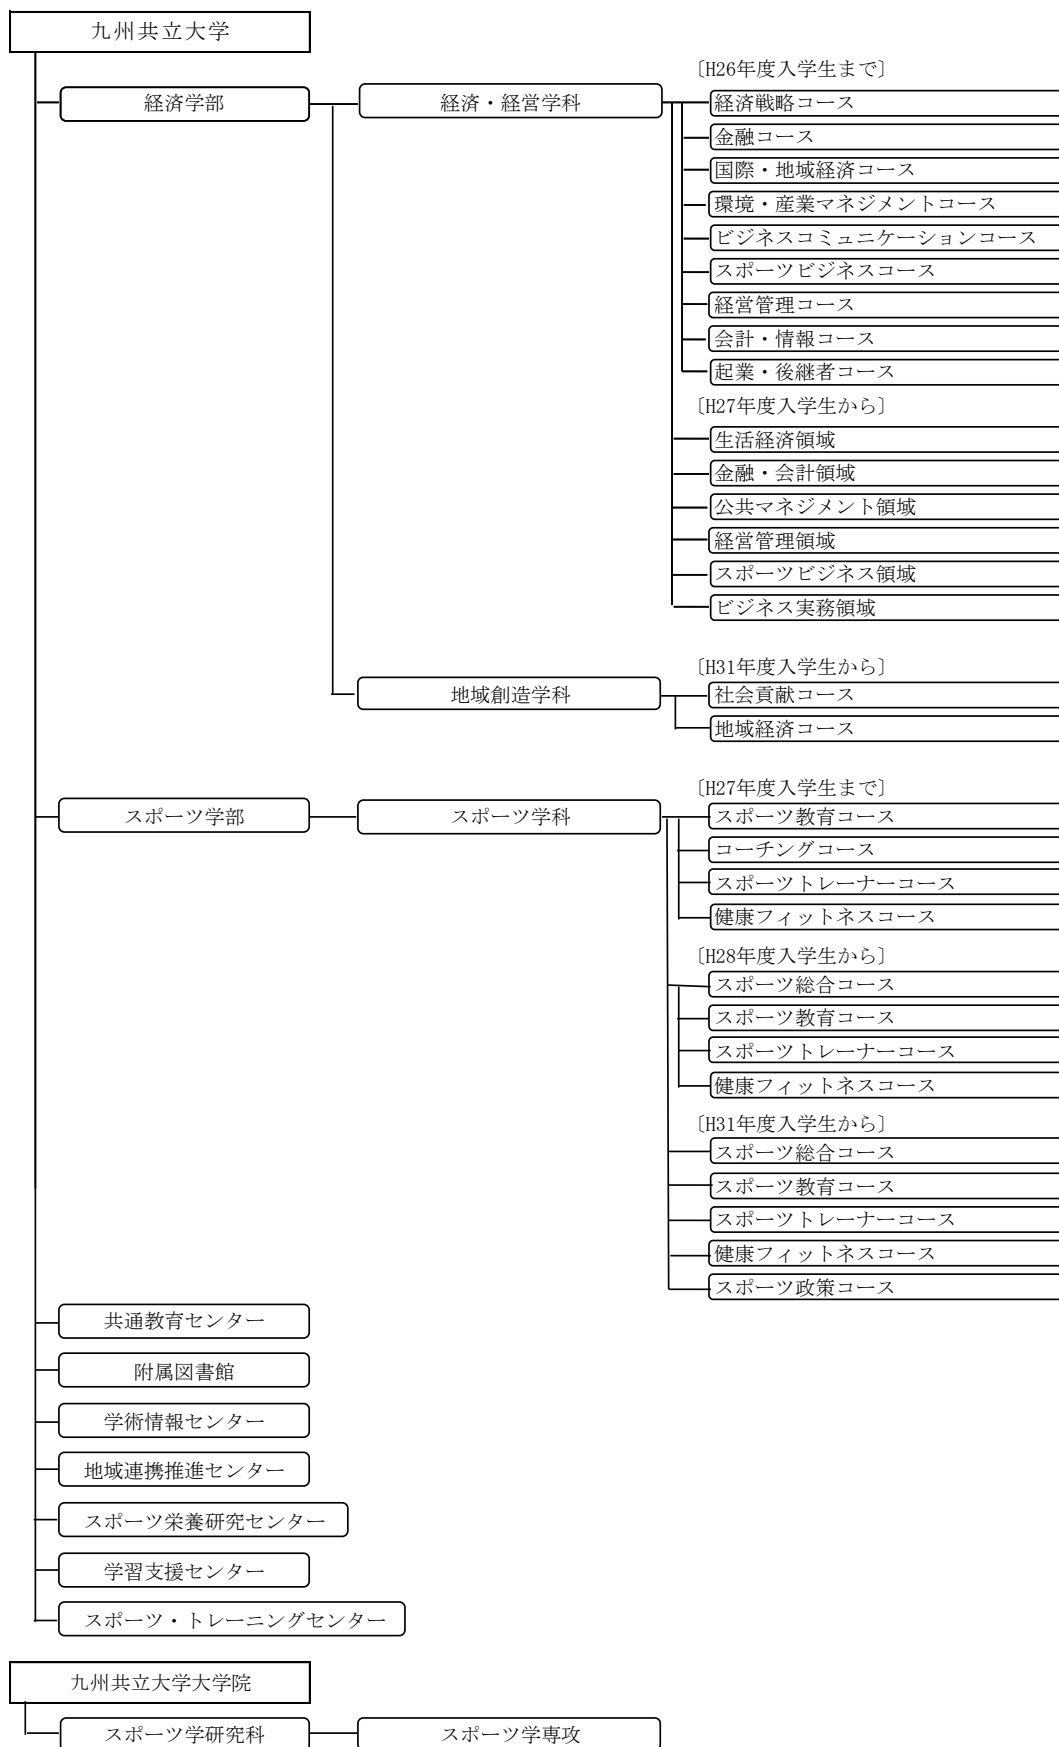 九州共立大学
〔H26年度入学生まで〕
経済学部
経済・経営学科
経済戦略コース
金融コース
国際・地域経済コース
環境・産業マネジメントコース
ビジネスコミュニケーションコース
スポーツビジネスコース
経営管理コース
会計・情報コース
起業・後継者コース
〔H27年度入学生から〕
生活経済領域
金融・会計領域
公共マネジメント領域
経営管理領域
スポーツビジネス領域
ビジネス実務領域
〔H31年度入学生から〕
地域創造学科
社会貢献コース
地域経済コース
〔H27年度入学生まで〕
スポーツ学部
スポーツ学科
スポーツ教育コース
コーチングコース
スポーツトレーナーコース
健康フィットネスコース
〔H28年度入学生から〕
スポーツ総合コース
スポーツ教育コース
スポーツトレーナーコース
健康フィットネスコース
〔H31年度入学生から〕
スポーツ総合コース
スポーツ教育コース
スポーツトレーナーコース
健康フィットネスコース
スポーツ政策コース
共通教育センター
附属図書館
学術情報センター
地域連携推進センター
スポーツ栄養研究センター
学習支援センター
スポーツ・トレーニングセンター
九州共立大学大学院
スポーツ学研究科
スポーツ学専攻